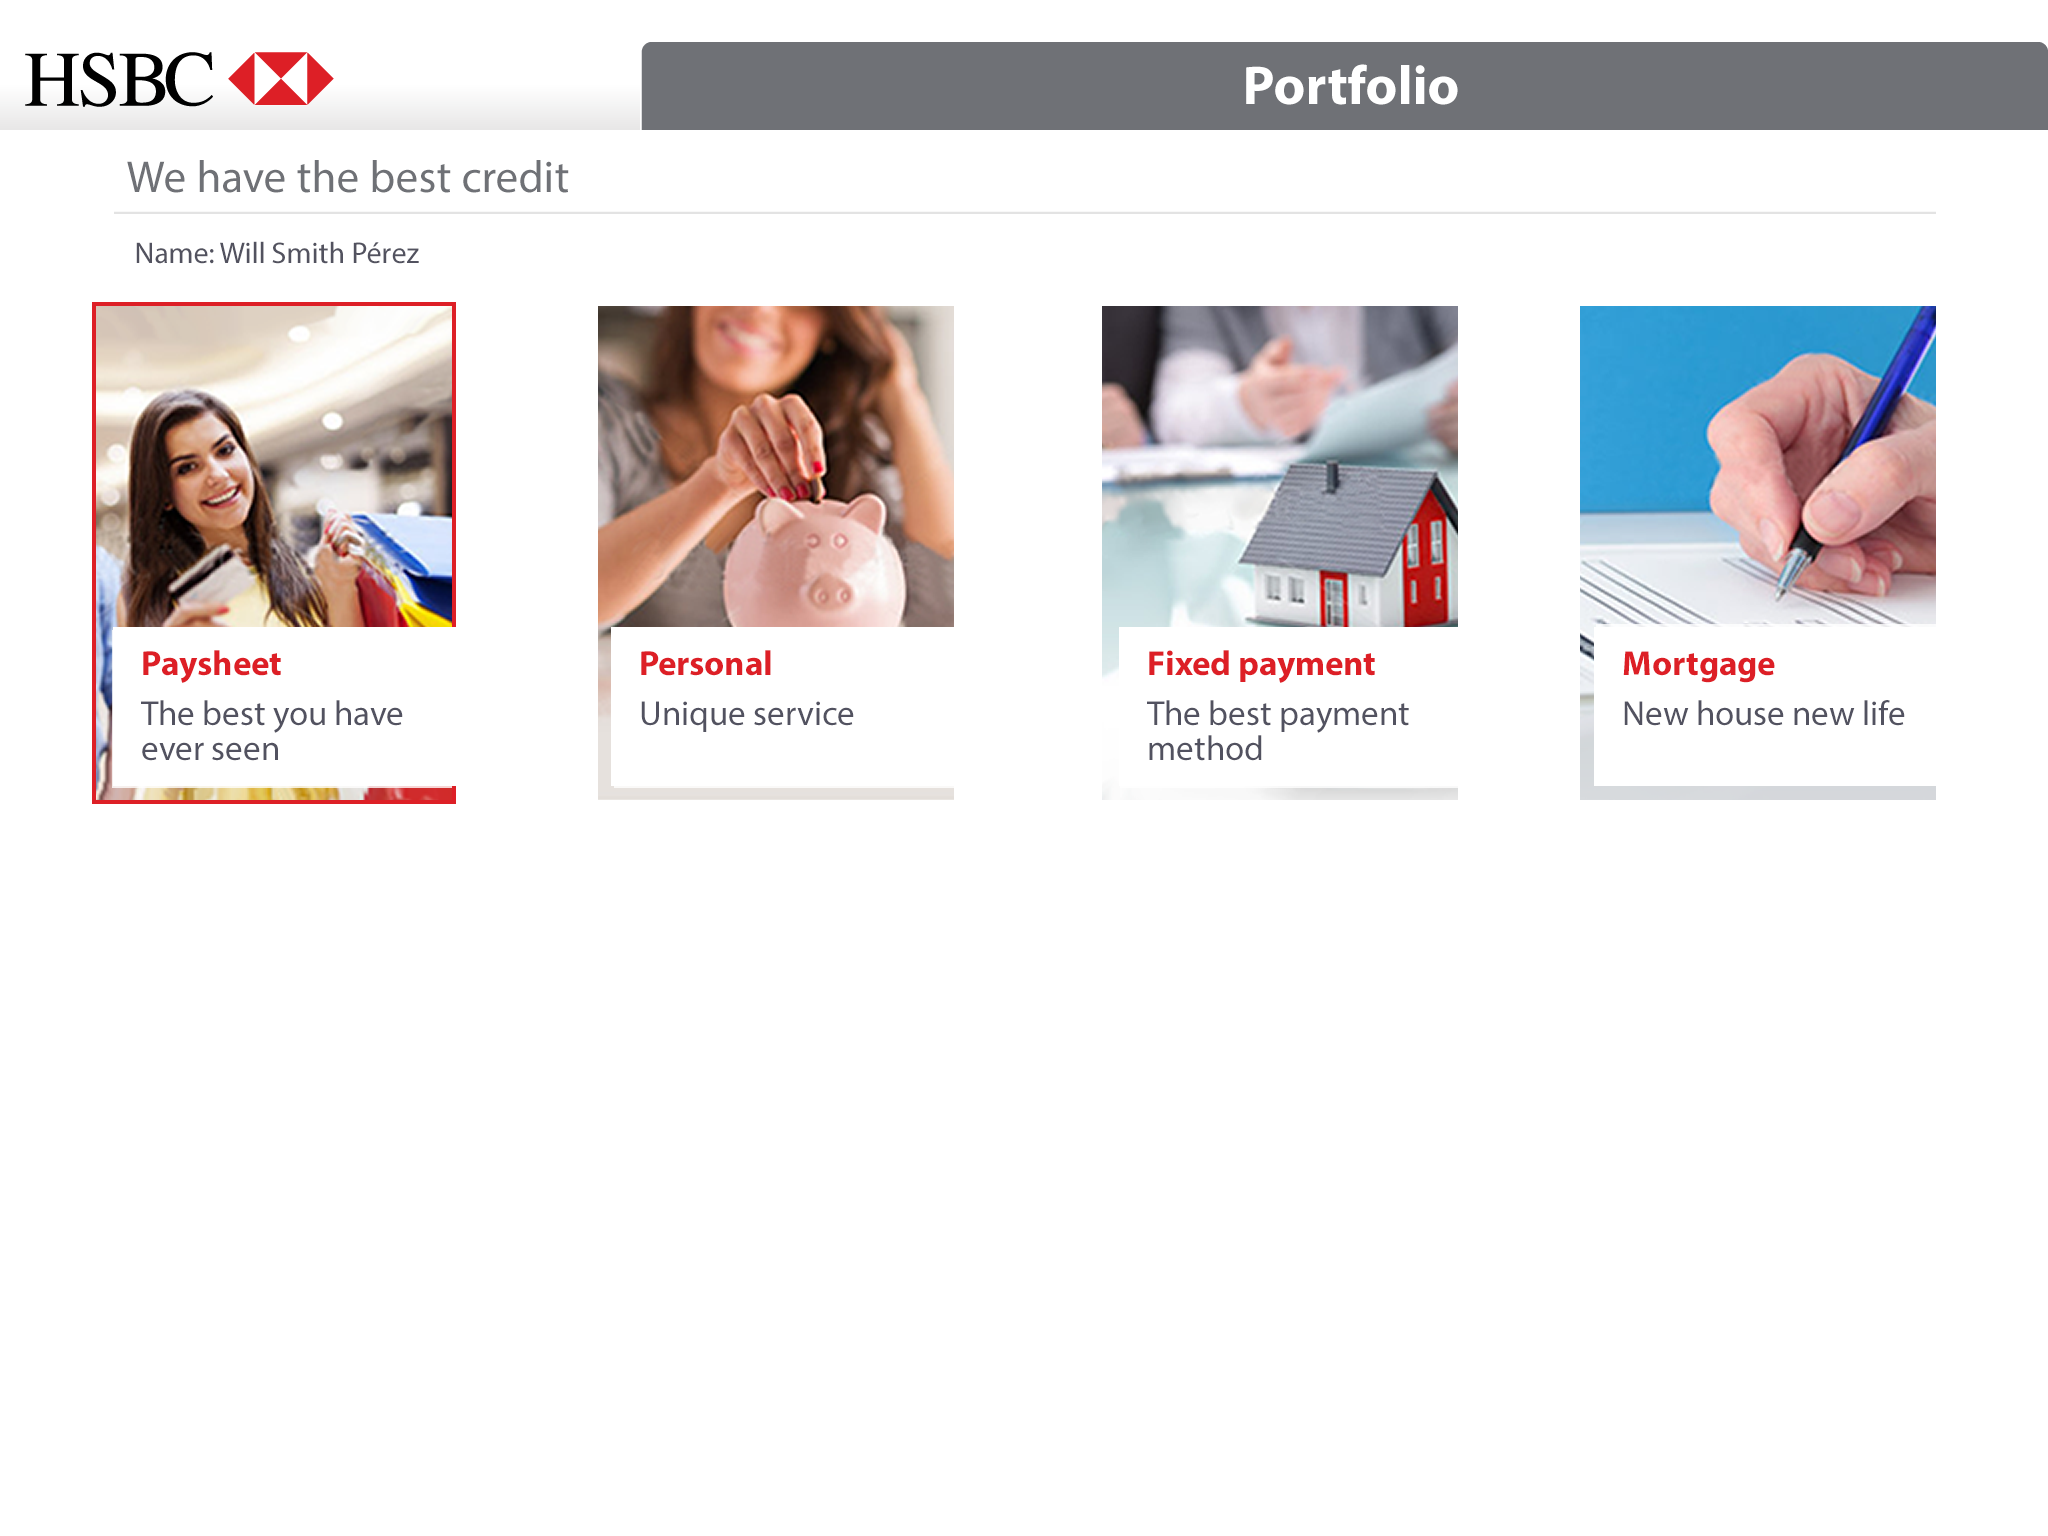 HSBC
Portfolio
We have the best credit
Name: Will Smith Pérez
Paysheet
The best you have
ever seen
Personal
Unique service
Fixed payment
The best payment
method
Mortgage
New house new life